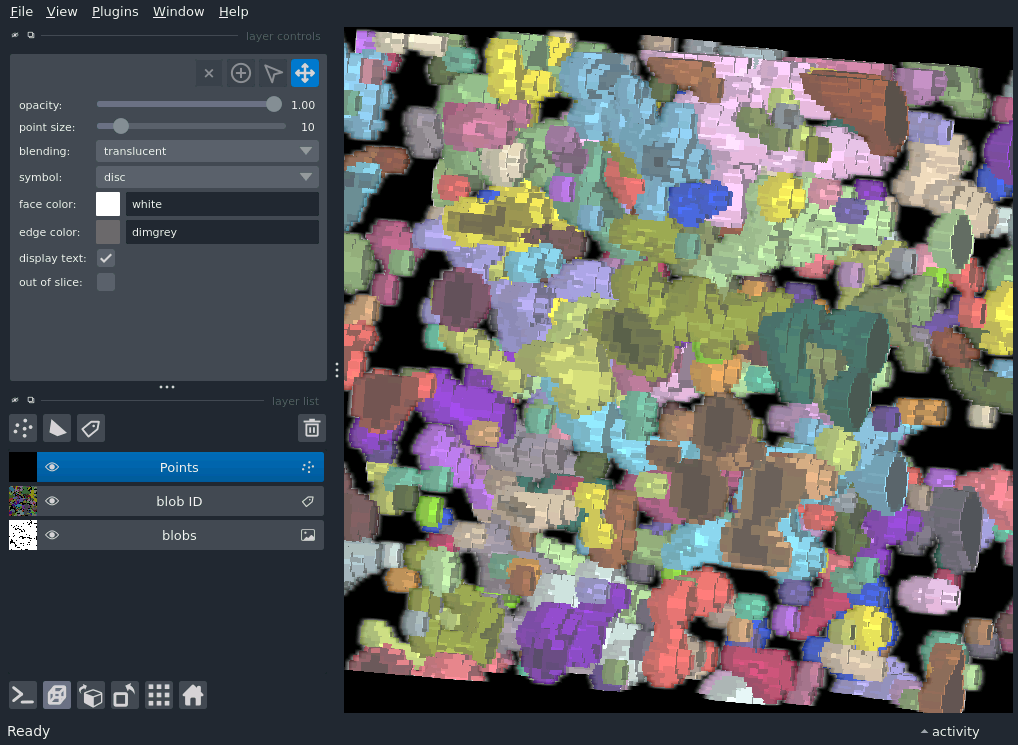 File View Plugins Window Help
layer controls
opacity: 1.00
point size: 10
blending: translucent
symbol: disc
face color: white
edge color: dimgrey
display text:
out of slice:
layer list
Points
blob ID
blobs
Ready
activity